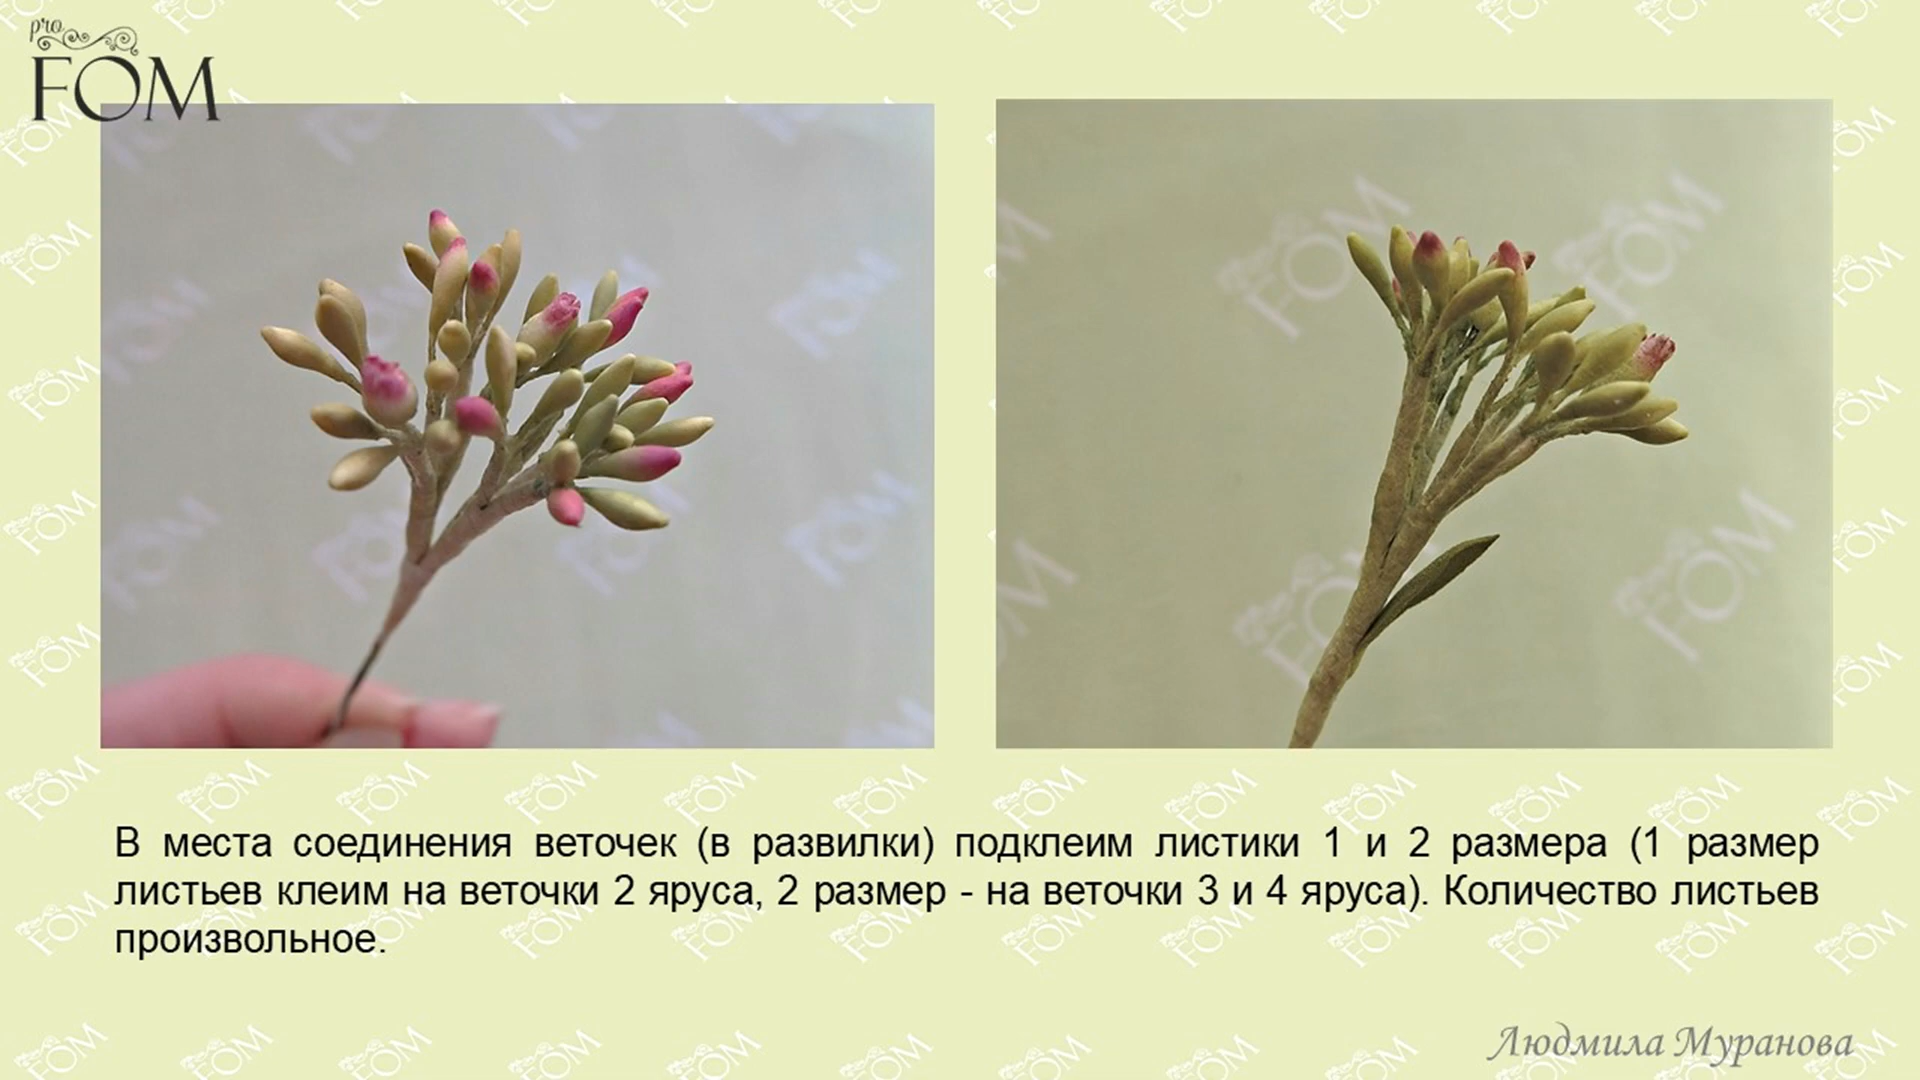 pro
FOM
В места соединения веточек (в развилки) подклеим листики 1 и 2 размера (1 размер
листьев клеим на веточки 2 яруса, 2 размер - на веточки 3 и 4 яруса). Количество листьев
произвольное.
Людмила Муранова